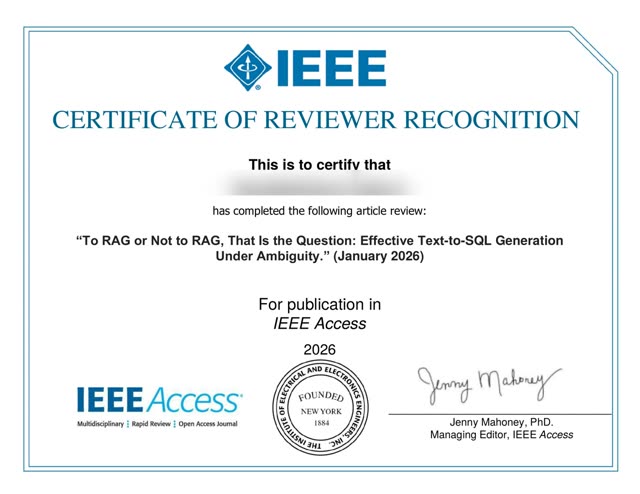 IEEE
CERTIFICATE OF REVIEWER RECOGNITION
This is to certify that
has completed the following article review:
“To RAG or Not to RAG, That Is the Question: Effective Text-to-SQL Generation
Under Ambiguity.” (January 2026)
For publication in
IEEE Access
2026
IEEE Access®
Multidisciplinary | Rapid Review | Open Access Journal
THE INSTITUTE OF ELECTRICAL AND ELECTRONICS ENGINEERS, INC.
FOUNDED
NEW YORK
1884
Jenny Mahoney
Jenny Mahoney, PhD.
Managing Editor, IEEE Access